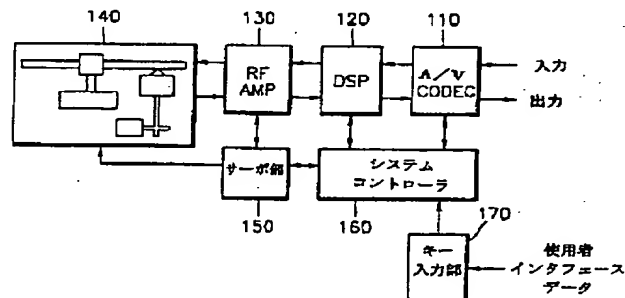 140
130
120
110
RF
AMP
DSP
A/V
CODEC
入力
出力
サーボ部
システム
コントローラ
150
160
170
キー
入力部
使用者
インタフェース
データ